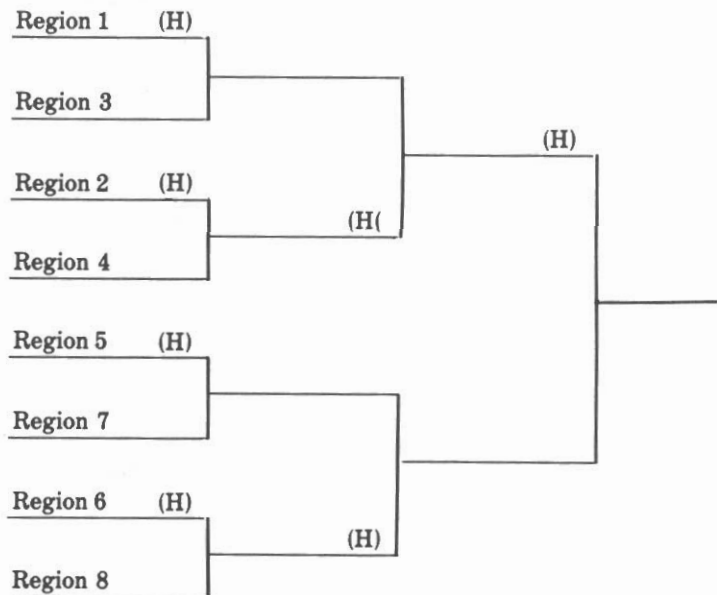 Region 1 (H)
Region 3
(H)
Region 2 (H)
(H(
Region 4
Region 5 (H)
Region 7
Region 6 (H)
(H)
Region 8